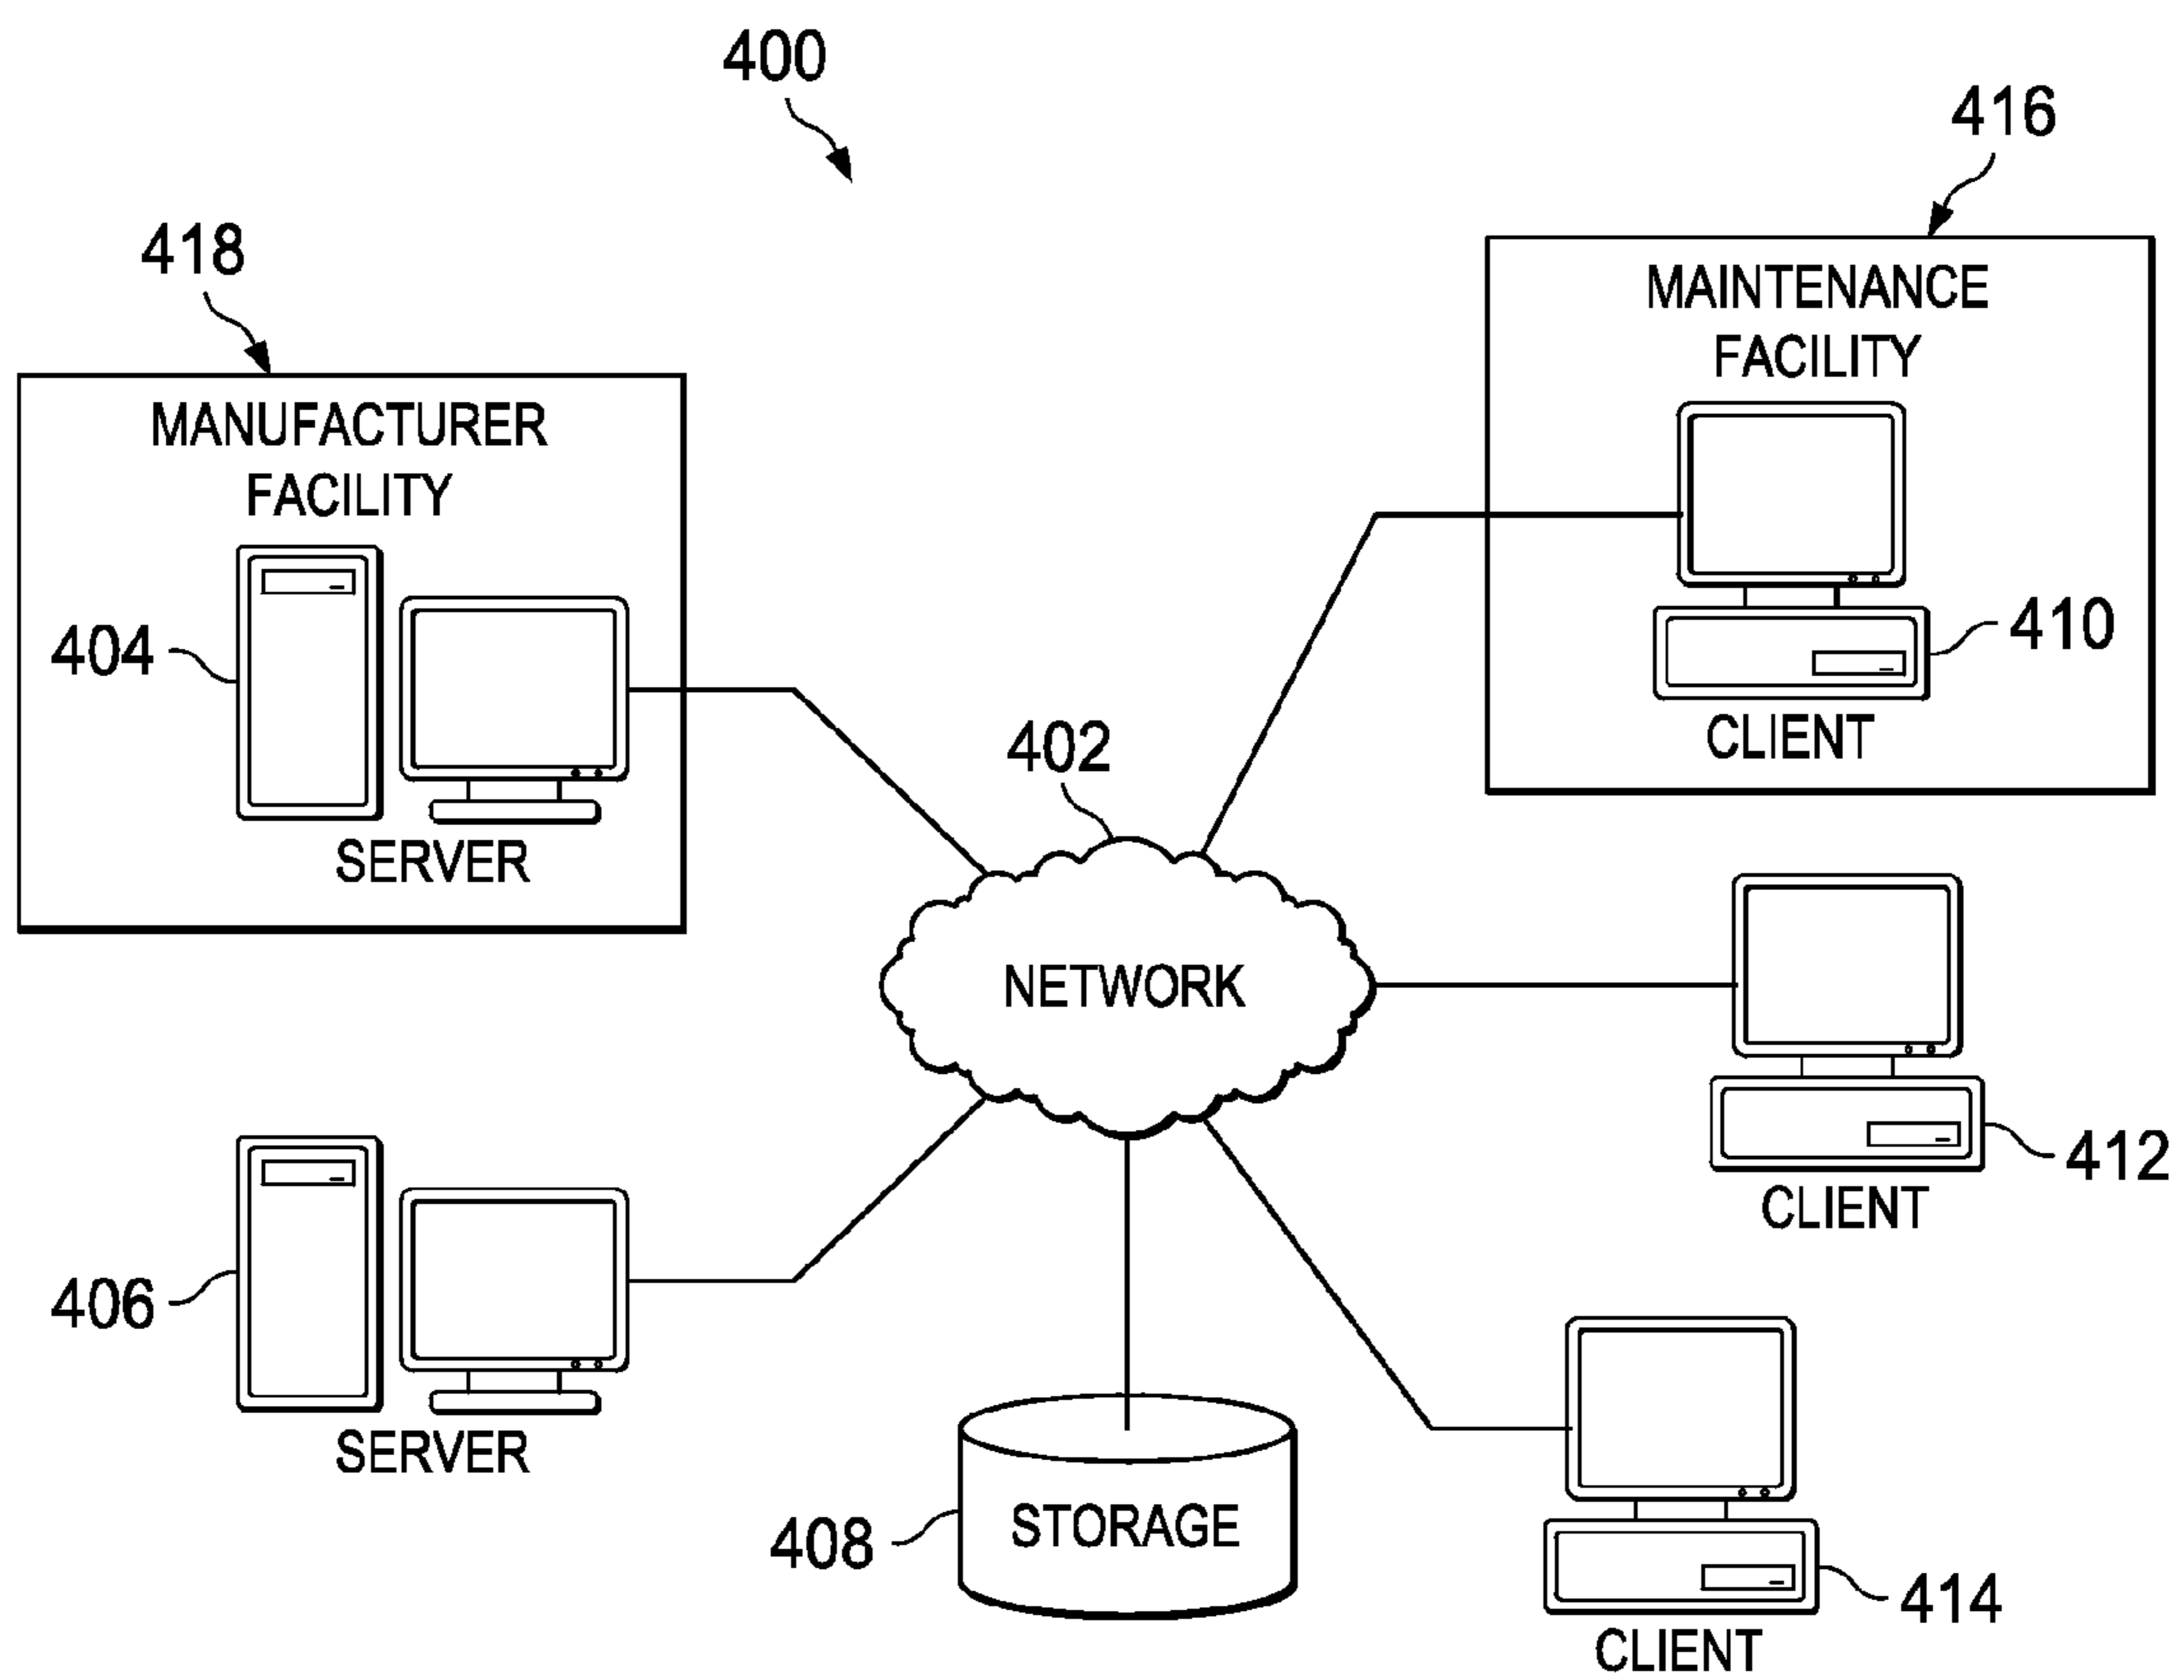 400
416
418
MAINTENANCE
FACILITY
MANUFACTURER
FACILITY
404
410
CLIENT
SERVER
402
NETWORK
412
CLIENT
406
SERVER
STORAGE
408
414
CLIENT